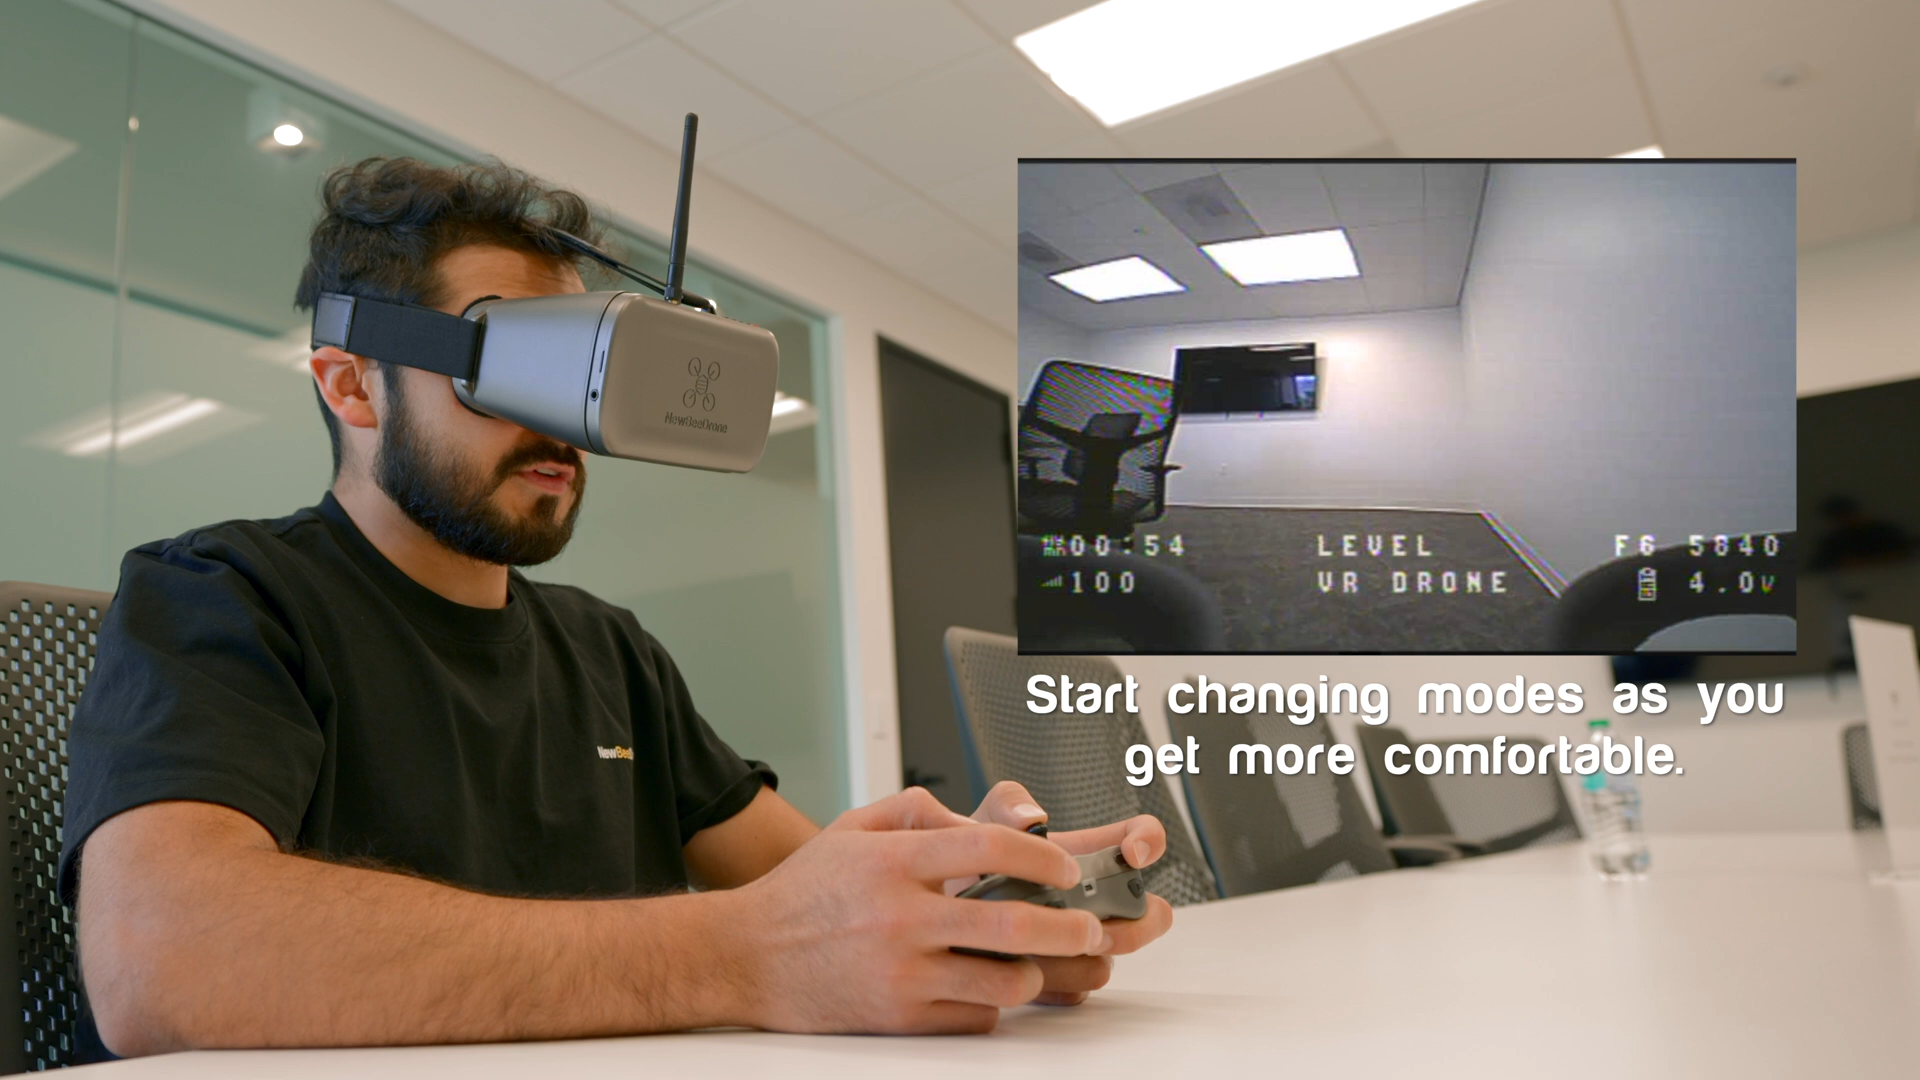 NewBeeDrone
NewBee
00:54 LEVEL F6 5840
100 VR DRONE 4.0V
Start changing modes as you
get more comfortable.